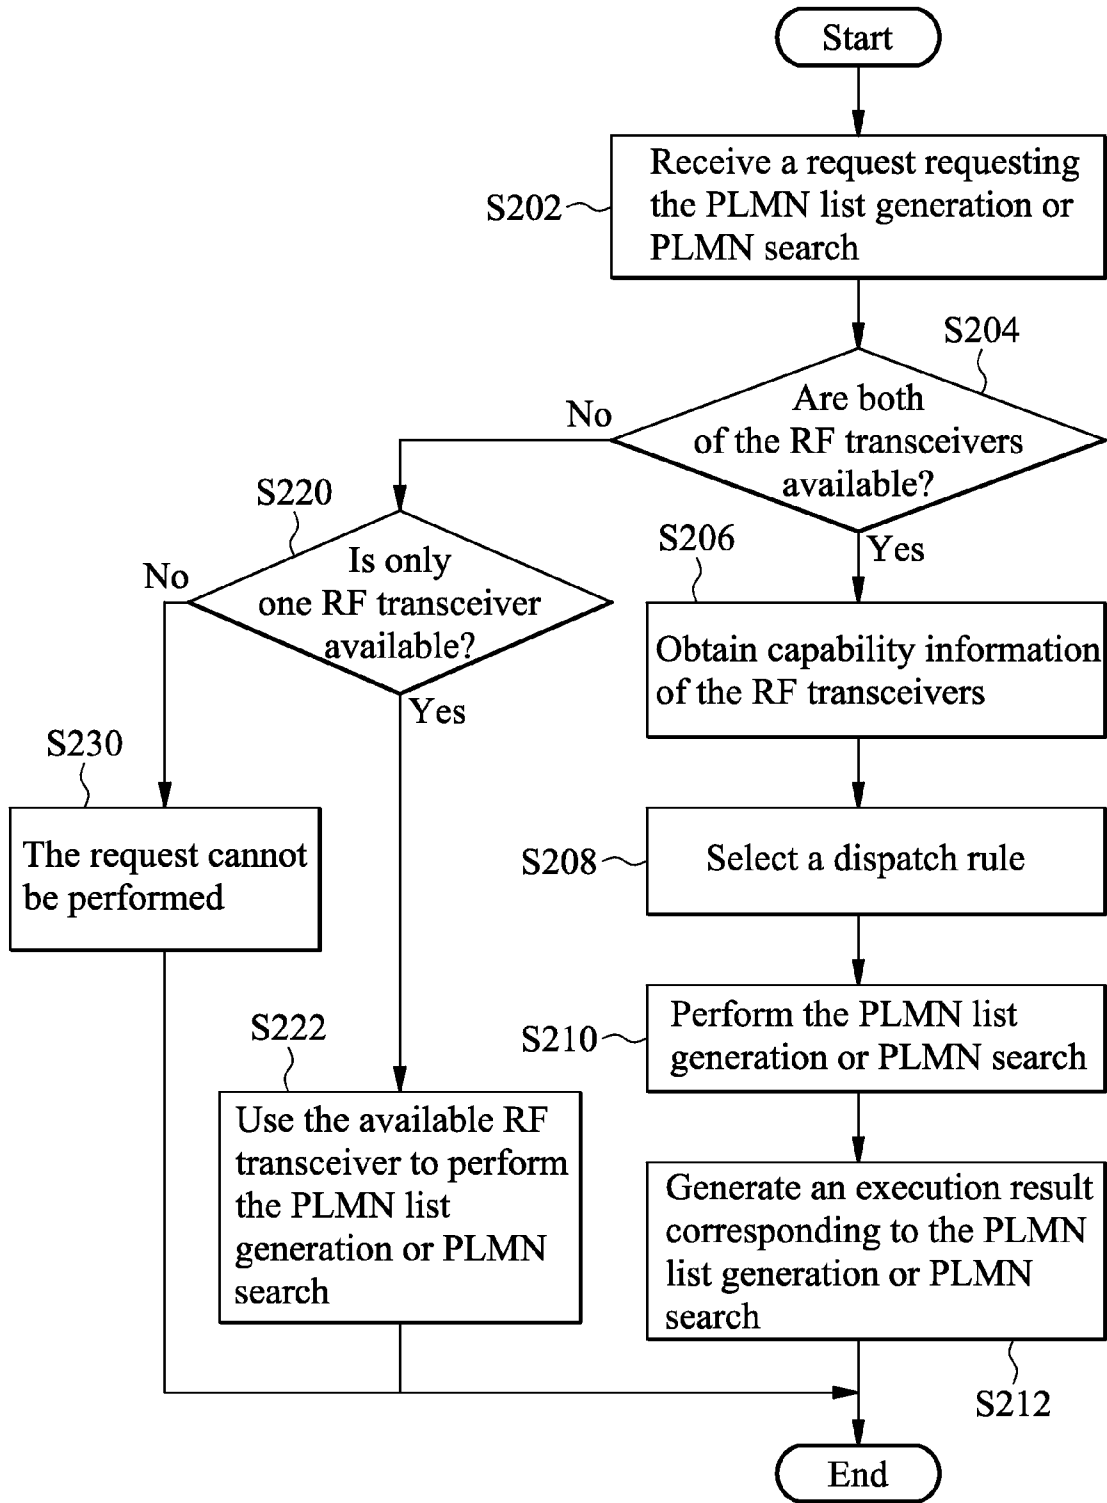 Start
Receive a request requesting
the PLMN list generation or
PLMN search
S202
S204
Are both
of the RF transceivers
available?
No
Yes
S220
Is only
one RF transceiver
available?
No
Yes
S206
Obtain capability information
of the RF transceivers
S230
The request cannot
be performed
S208
Select a dispatch rule
S210
Perform the PLMN list
generation or PLMN search
S222
Use the available RF
transceiver to perform
the PLMN list
generation or PLMN
search
Generate an execution result
corresponding to the PLMN
list generation or PLMN
search
S212
End